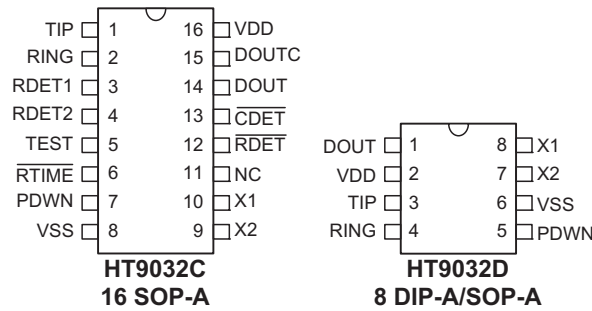 TIP 1 16 VDD
RING 2 15 DOUTC
RDET1 3 14 DOUT
RDET2 4 13 CDET
TEST 5 12 RDET
RTIME 6 11 NC
PDWN 7 10 X1
VSS 8 9 X2
HT9032C
16 SOP-A
DOUT 1 8 X1
VDD 2 7 X2
TIP 3 6 VSS
RING 4 5 PDWN
HT9032D
8 DIP-A/SOP-A